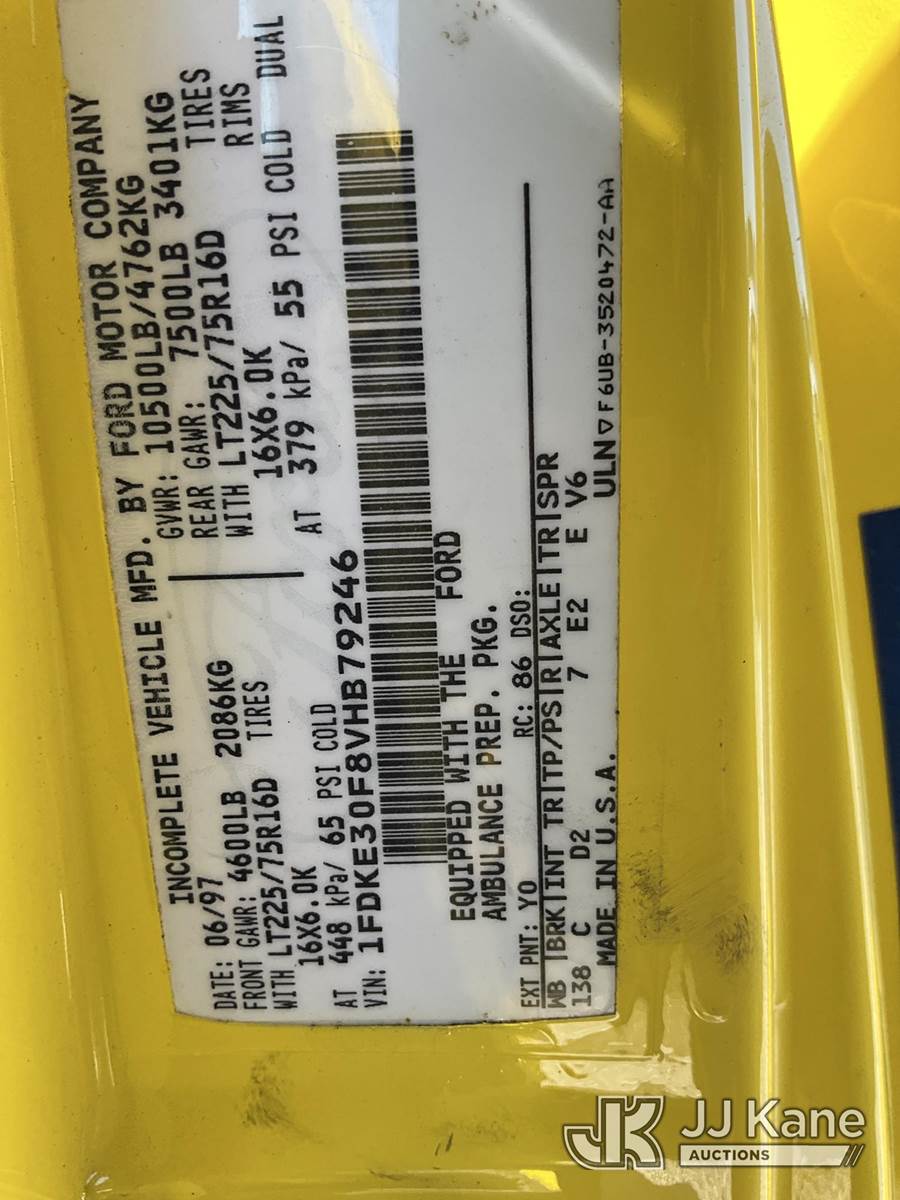 INCOMPLETE VEHICLE MFD. BY FORD MOTOR COMPANY
DATE: 06/97 GVWR: 10500LB/4762KG
FRONT GAWR: 4600LB 2086KG REAR GAWR: 7500LB 3401KG
WITH LT225/75R16D TIRES WITH LT225/75R16D TIRES
16X6.0K 16X6.0K RIMS
AT 448 kPa/ 65 PSI COLD AT 379 kPa/ 55 PSI COLD DUAL
VIN: 1FDKE30F8VHB79246
EQUIPPED WITH THE FORD
AMBULANCE PREP. PKG.
EXT PNT: YO RC: 86 DSO:
WB |BRK|INT TR|TP/PS|R|AXLE|TR|SPR
138 C D2 7 E2 E V6
MADE IN U.S.A. ULN ▽ F6UB-3520472-AA
JK JJ Kane
AUCTIONS